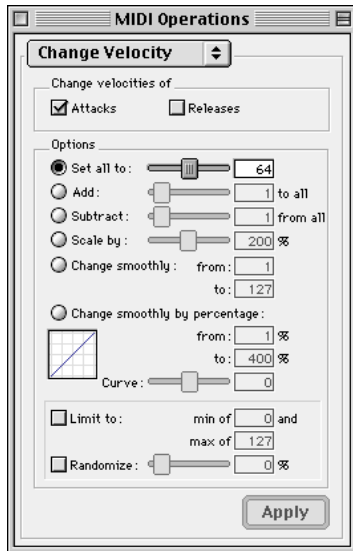 MIDI Operations
Change Velocity
Change velocities of
Attacks Releases
Options
Set all to: 64
Add: 1 to all
Subtract: 1 from all
Scale by: 200 %
Change smoothly: from: 1
to: 127
Change smoothly by percentage:
from: 1 %
to: 400 %
Curve: 0
Limit to: min of 0 and
max of 127
Randomize: 0 %
Apply